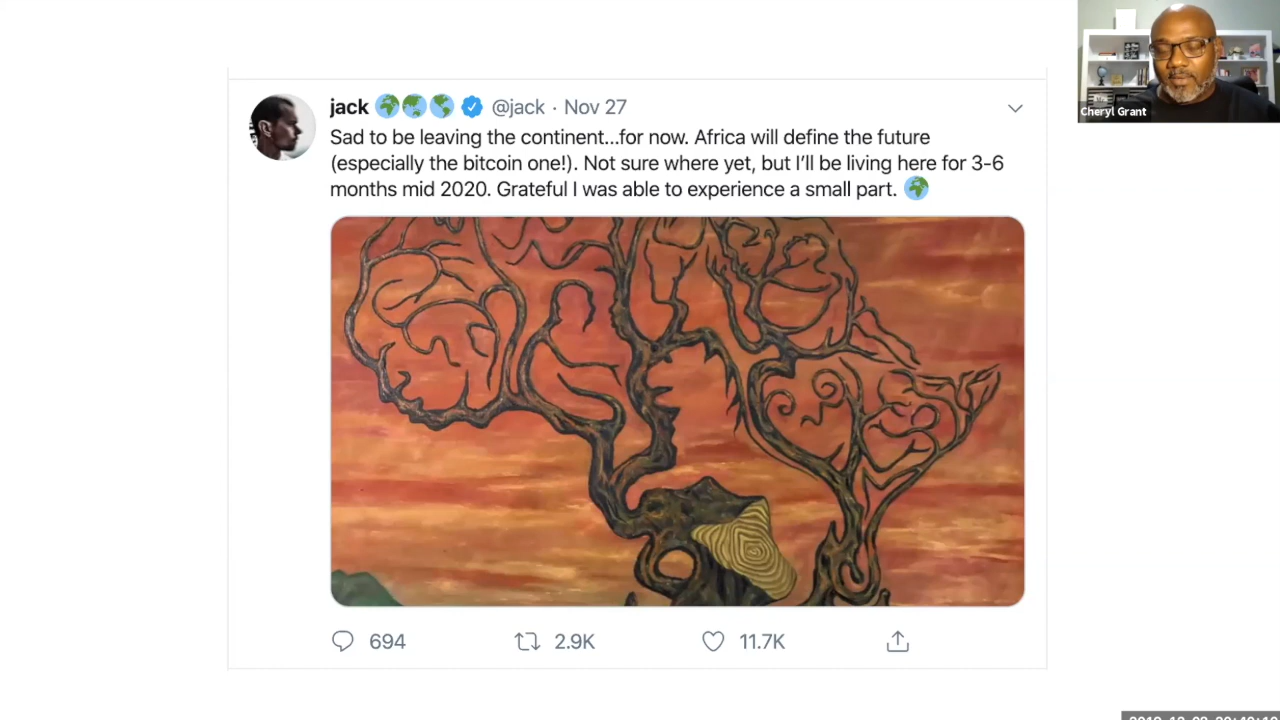 jack @jack · Nov 27
Sad to be leaving the continent...for now. Africa will define the future
(especially the bitcoin one!). Not sure where yet, but I’ll be living here for 3-6
months mid 2020. Grateful I was able to experience a small part.
694 2.9K 11.7K
Cheryl Grant